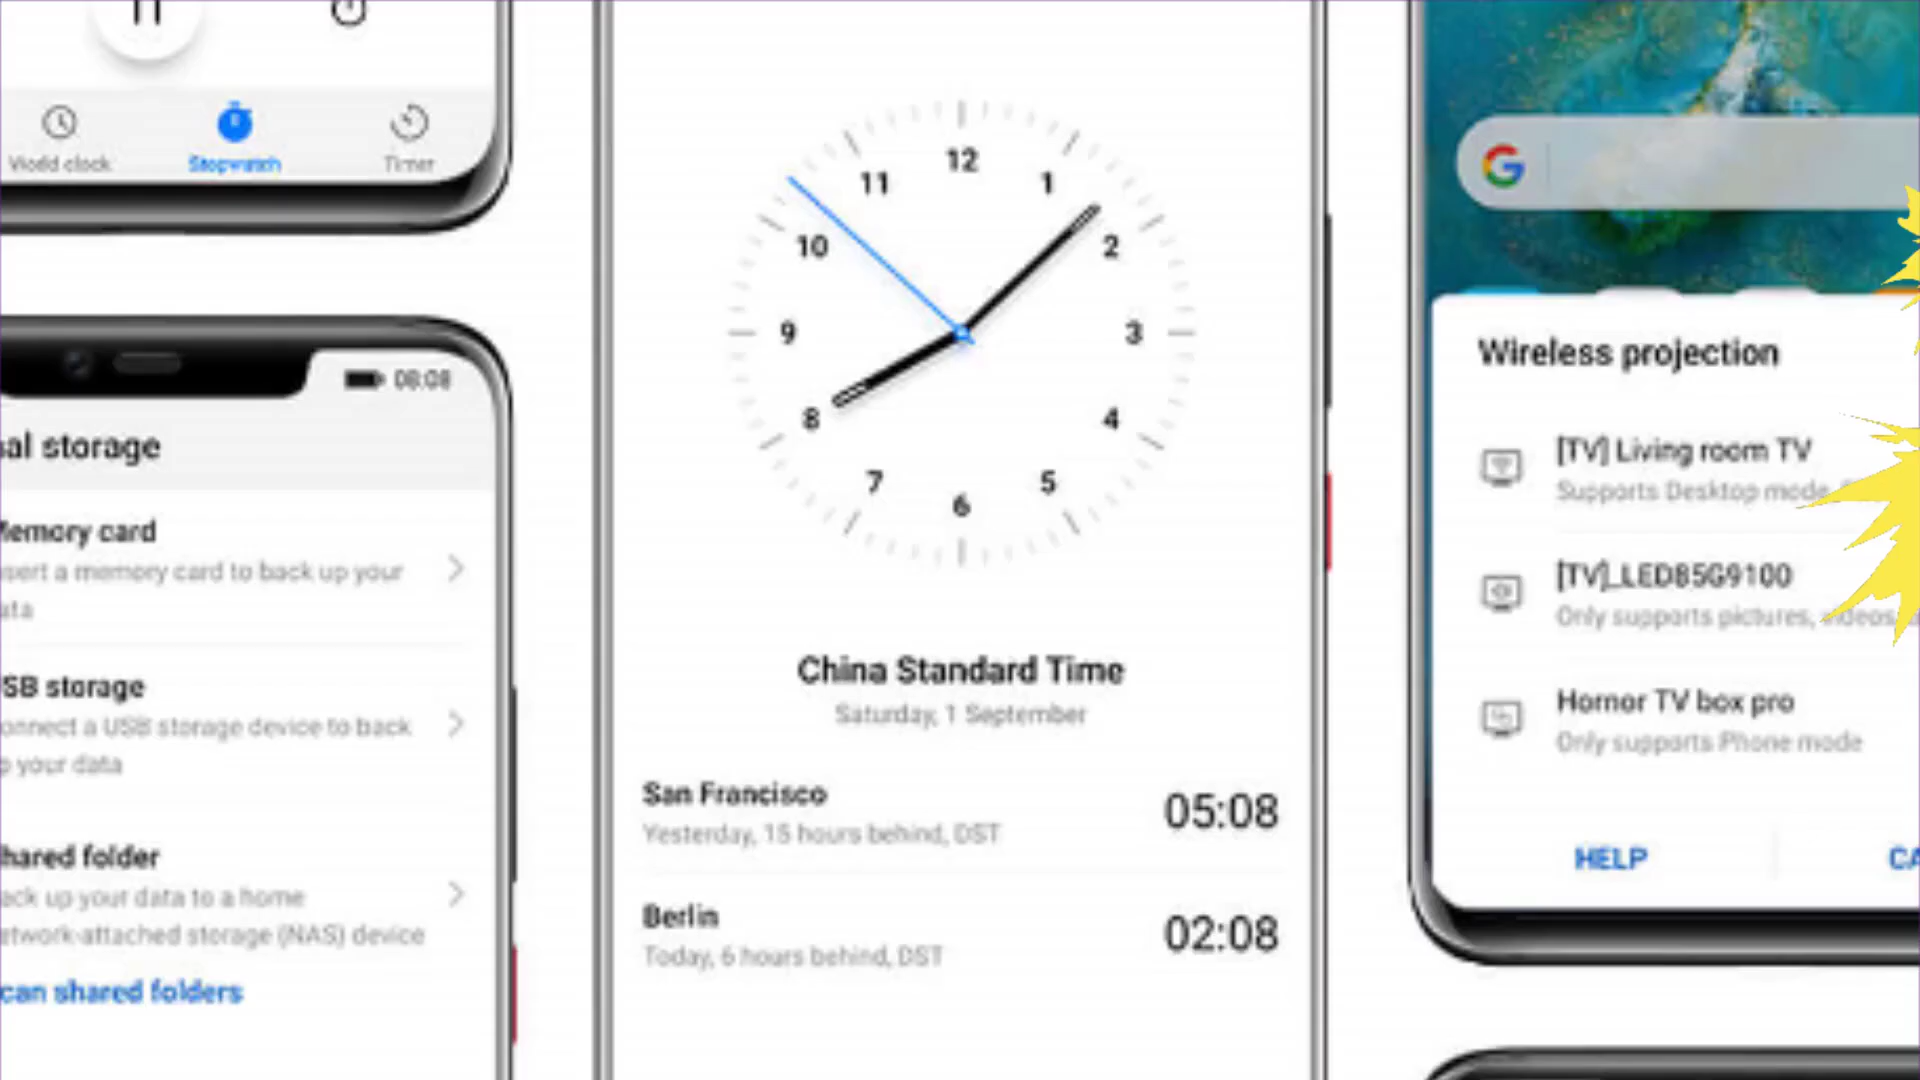 World clock
Stopwatch
Timer
08:08
al storage
Memory card
sert a memory card to back up your
ata
SB storage
onnect a USB storage device to back
p your data
hared folder
ack up your data to a home
etwork-attached storage (NAS) device
can shared folders
12
1
2
3
4
5
6
7
8
9
10
11
China Standard Time
Saturday, 1 September
San Francisco
05:08
Yesterday, 15 hours behind, DST
Berlin
02:08
Today, 6 hours behind, DST
G
Wireless projection
[TV] Living room TV
Supports Desktop mode
[TV]_LED85G9100
Only supports pictures, videos,
Hornor TV box pro
Only supports Phone mode
HELP
CA